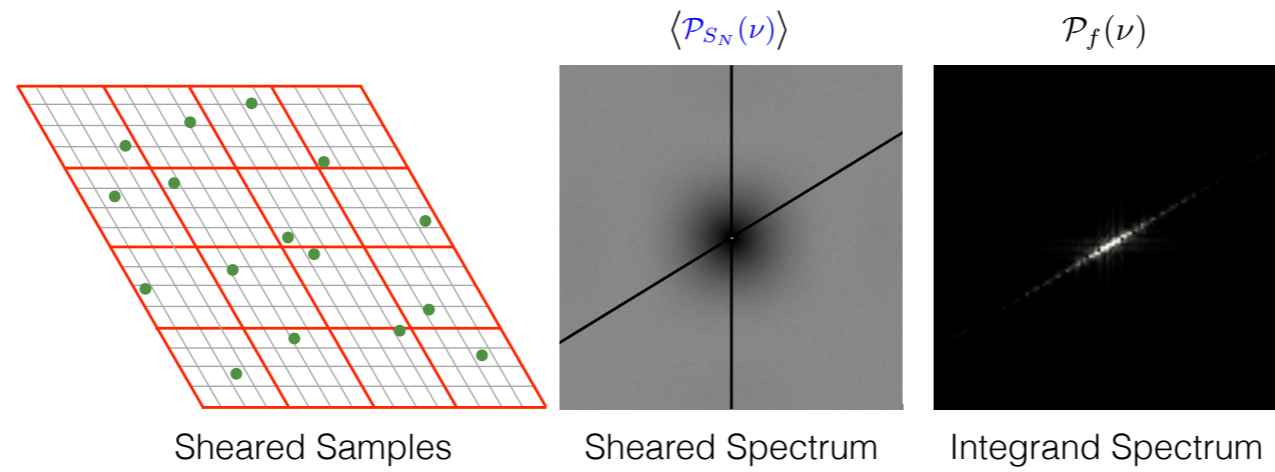 ⟨𝒫_{S_N}(ν)⟩
𝒫_f(ν)
Sheared Samples
Sheared Spectrum
Integrand Spectrum